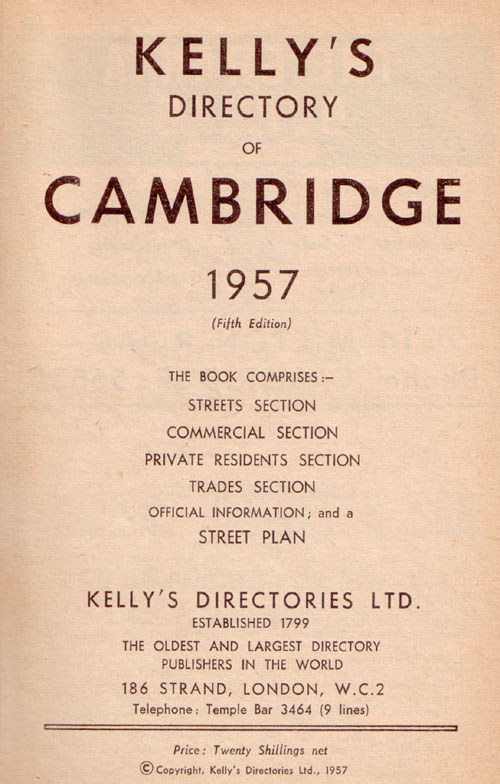 KELLY'S
DIRECTORY
OF
CAMBRIDGE
1957
(Fifth Edition)
THE BOOK COMPRISES :–
STREETS SECTION
COMMERCIAL SECTION
PRIVATE RESIDENTS SECTION
TRADES SECTION
OFFICIAL INFORMATION; and a
STREET PLAN
KELLY'S DIRECTORIES LTD.
ESTABLISHED 1799
THE OLDEST AND LARGEST DIRECTORY
PUBLISHERS IN THE WORLD
186 STRAND, LONDON, W.C.2
Telephone: Temple Bar 3464 (9 lines)
Price: Twenty Shillings net
© Copyright, Kelly's Directories Ltd., 1957